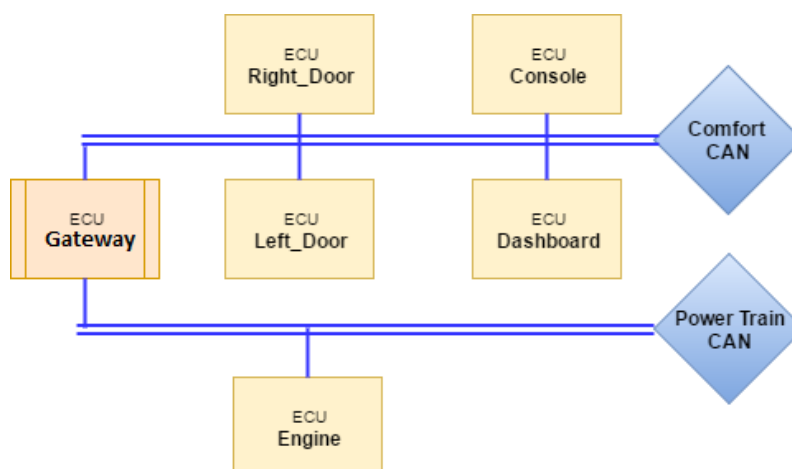 ECU
Right_Door
ECU
Console
Comfort
CAN
ECU
Gateway
ECU
Left_Door
ECU
Dashboard
Power Train
CAN
ECU
Engine